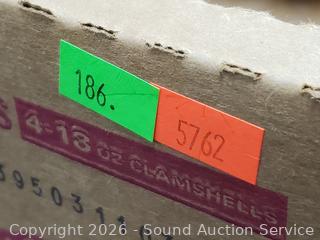 186.
5762
4-18
OZ CLAMSHELLS
Copyright © 2026 - Sound Auction Service